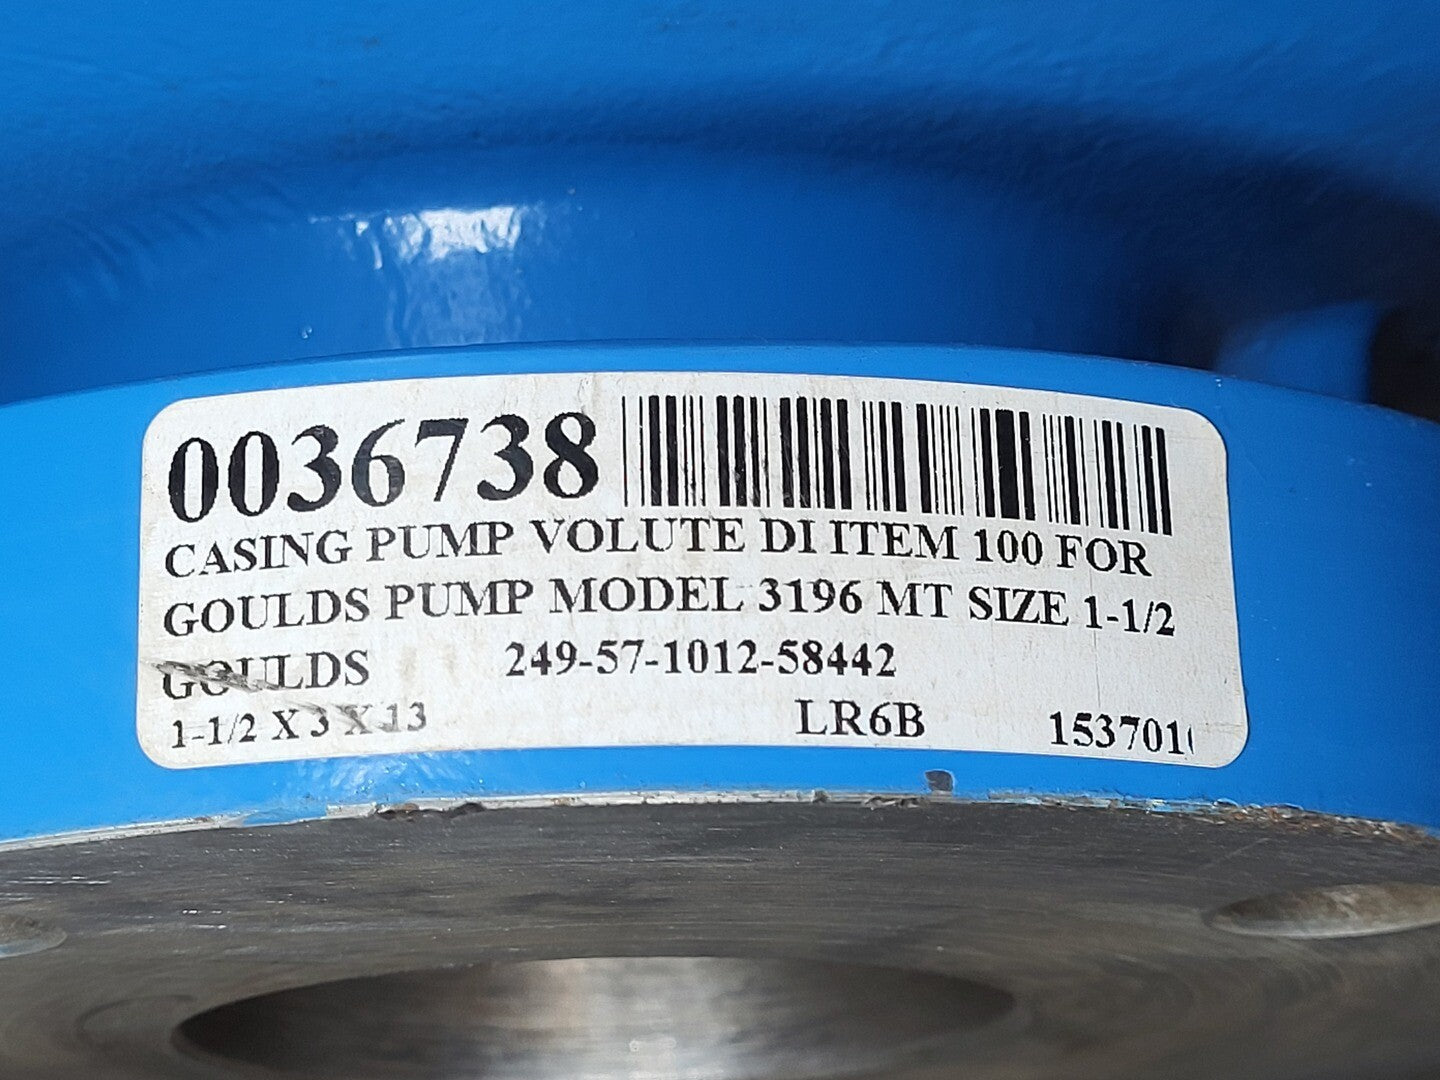 0036738
CASING PUMP VOLUTE DI ITEM 100 FOR
GOULDS PUMP MODEL 3196 MT SIZE 1-1/2
GOULDS 249-57-1012-58442
1-1/2 X 3 X 13 LR6B